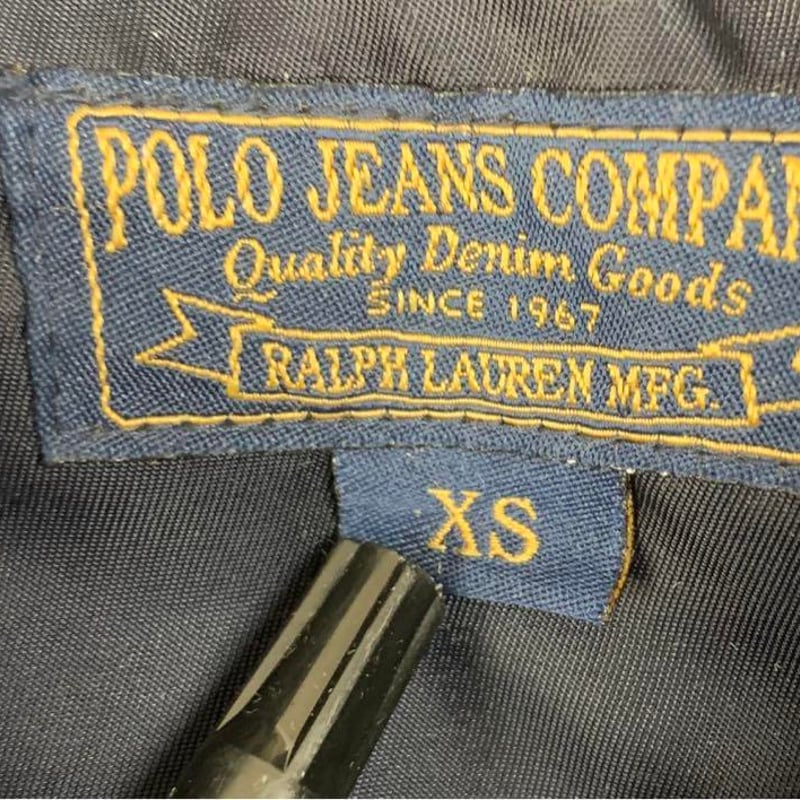 POLO JEANS COMPA
Quality Denim Goods
SINCE 1967
RALPH LAUREN MFG.
XS